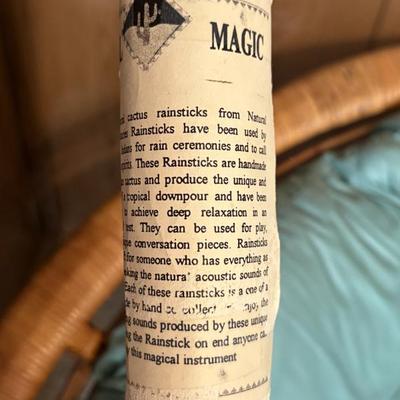 MAGIC
cactus rainsticks from Natural
Rainsticks have been used by
for rain ceremonies and to call
These Rainsticks are handmade
cactus and produce the unique and
tropical downpour and have been
to achieve deep relaxation in an
They can be used for play,
conversation pieces. Rainsticks
for someone who has everything as
the natural acoustic sounds of
Each of these rainsticks is a one of a
by hand so collect
sounds produced by these unique
the Rainstick on end anyone
this magical instrument